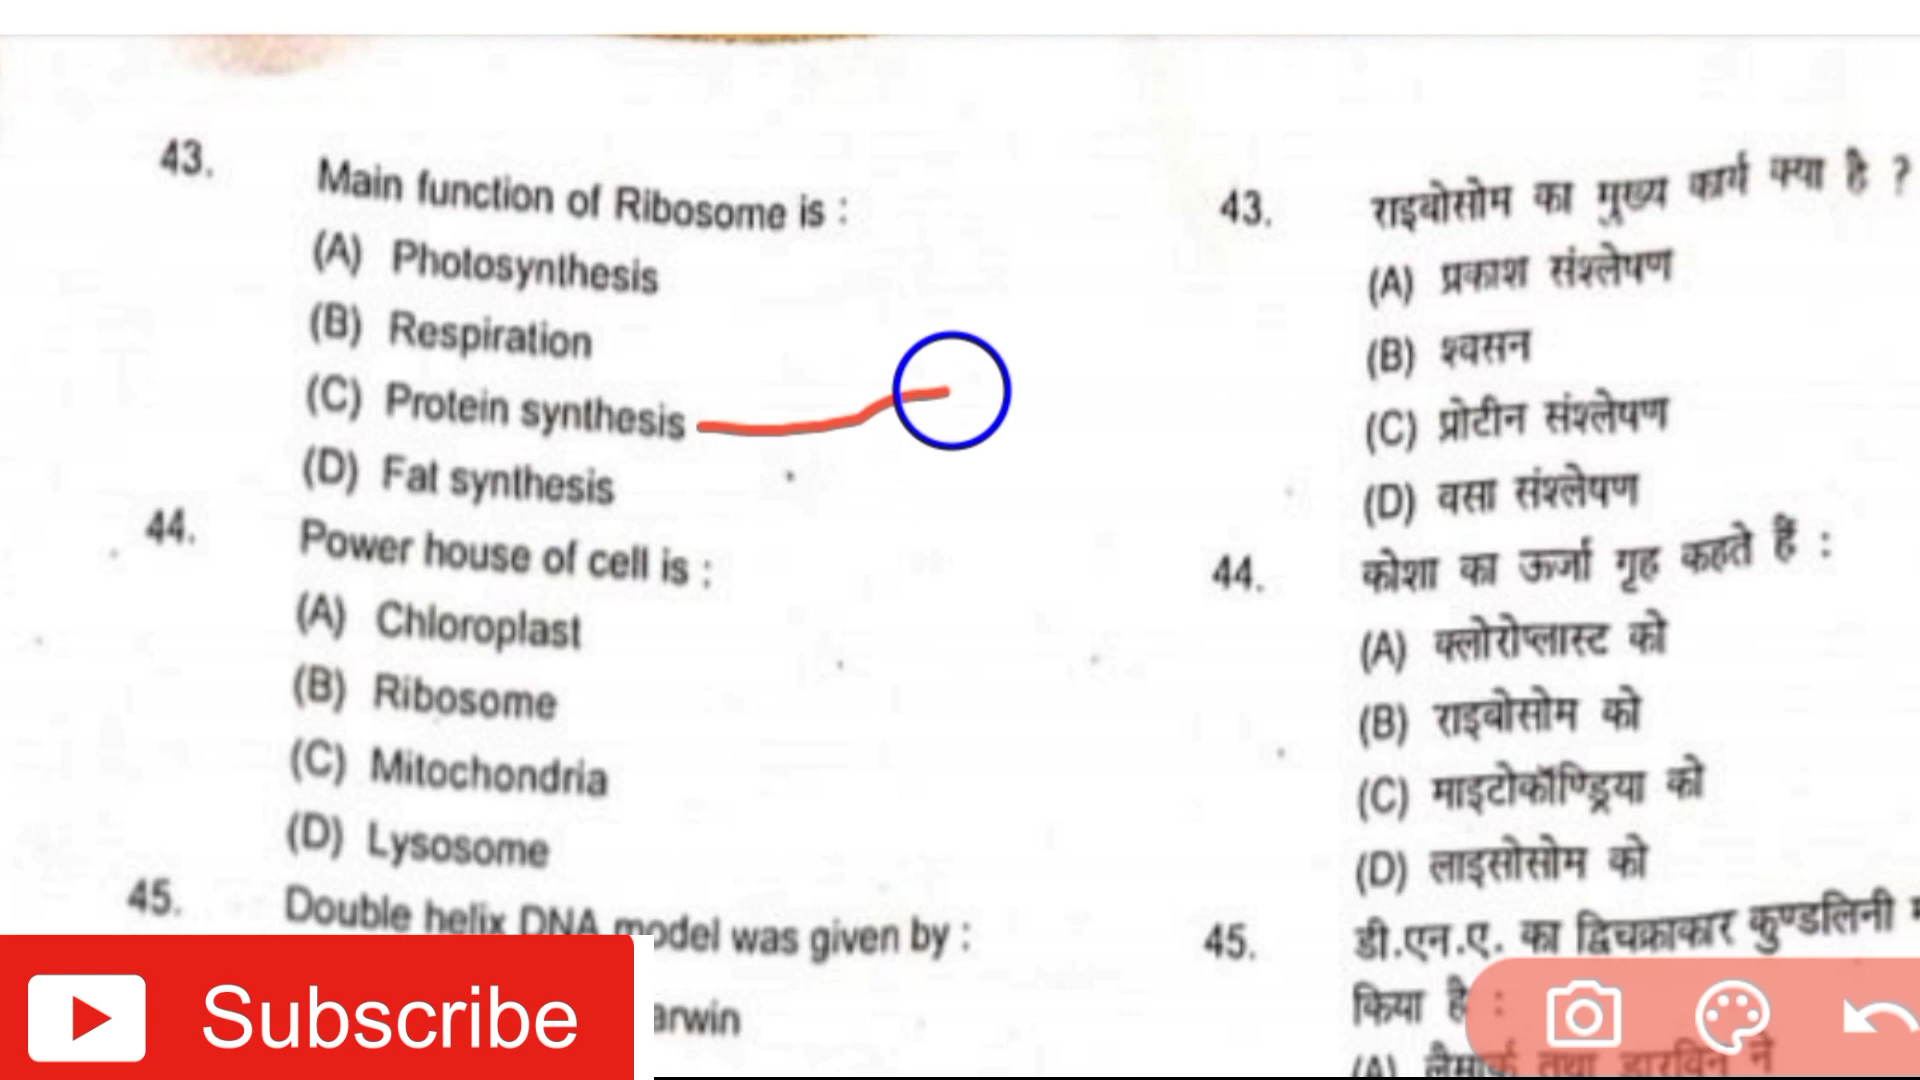 43.
Main function of Ribosome is :
(A) Photosynthesis
(B) Respiration
(C) Protein synthesis
(D) Fat synthesis
44.
Power house of cell is :
(A) Chloroplast
(B) Ribosome
(C) Mitochondria
(D) Lysosome
45.
Double helix DNA model was given by :
arwin
43.
राइबोसोम का मुख्य कार्य क्या है ?
(A) प्रकाश संश्लेषण
(B) श्वसन
(C) प्रोटीन संश्लेषण
(D) वसा संश्लेषण
44.
कोशा का ऊर्जा गृह कहते हैं :
(A) क्लोरोप्लास्ट को
(B) राइबोसोम को
(C) माइटोकॉण्ड्रिया को
(D) लाइसोसोम को
45.
डी.एन.ए. का द्विचक्राकार कुण्डलिनी
किया है :
(A) लैमार्क तथा डारविन ने
Subscribe